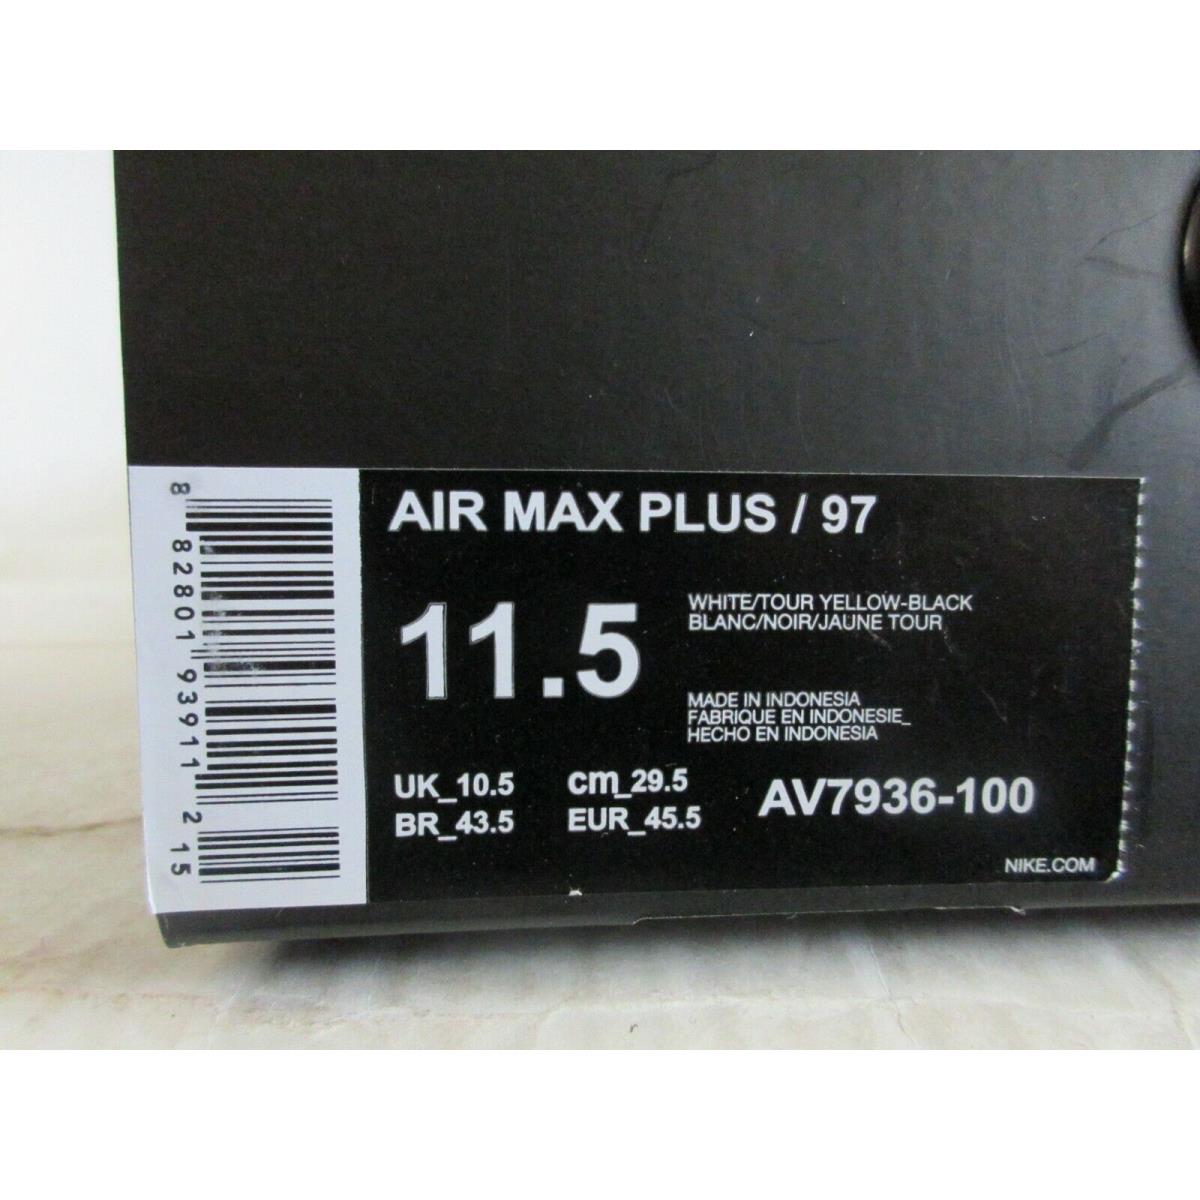 AIR MAX PLUS / 97
11.5
WHITE/TOUR YELLOW-BLACK
BLANC/NOIR/JAUNE TOUR
MADE IN INDONESIA
FABRIQUE EN INDONESIE_
HECHO EN INDONESIA
UK_10.5 cm_29.5
BR_43.5 EUR_45.5
AV7936-100
NIKE.COM
8 82801 93911 2 15